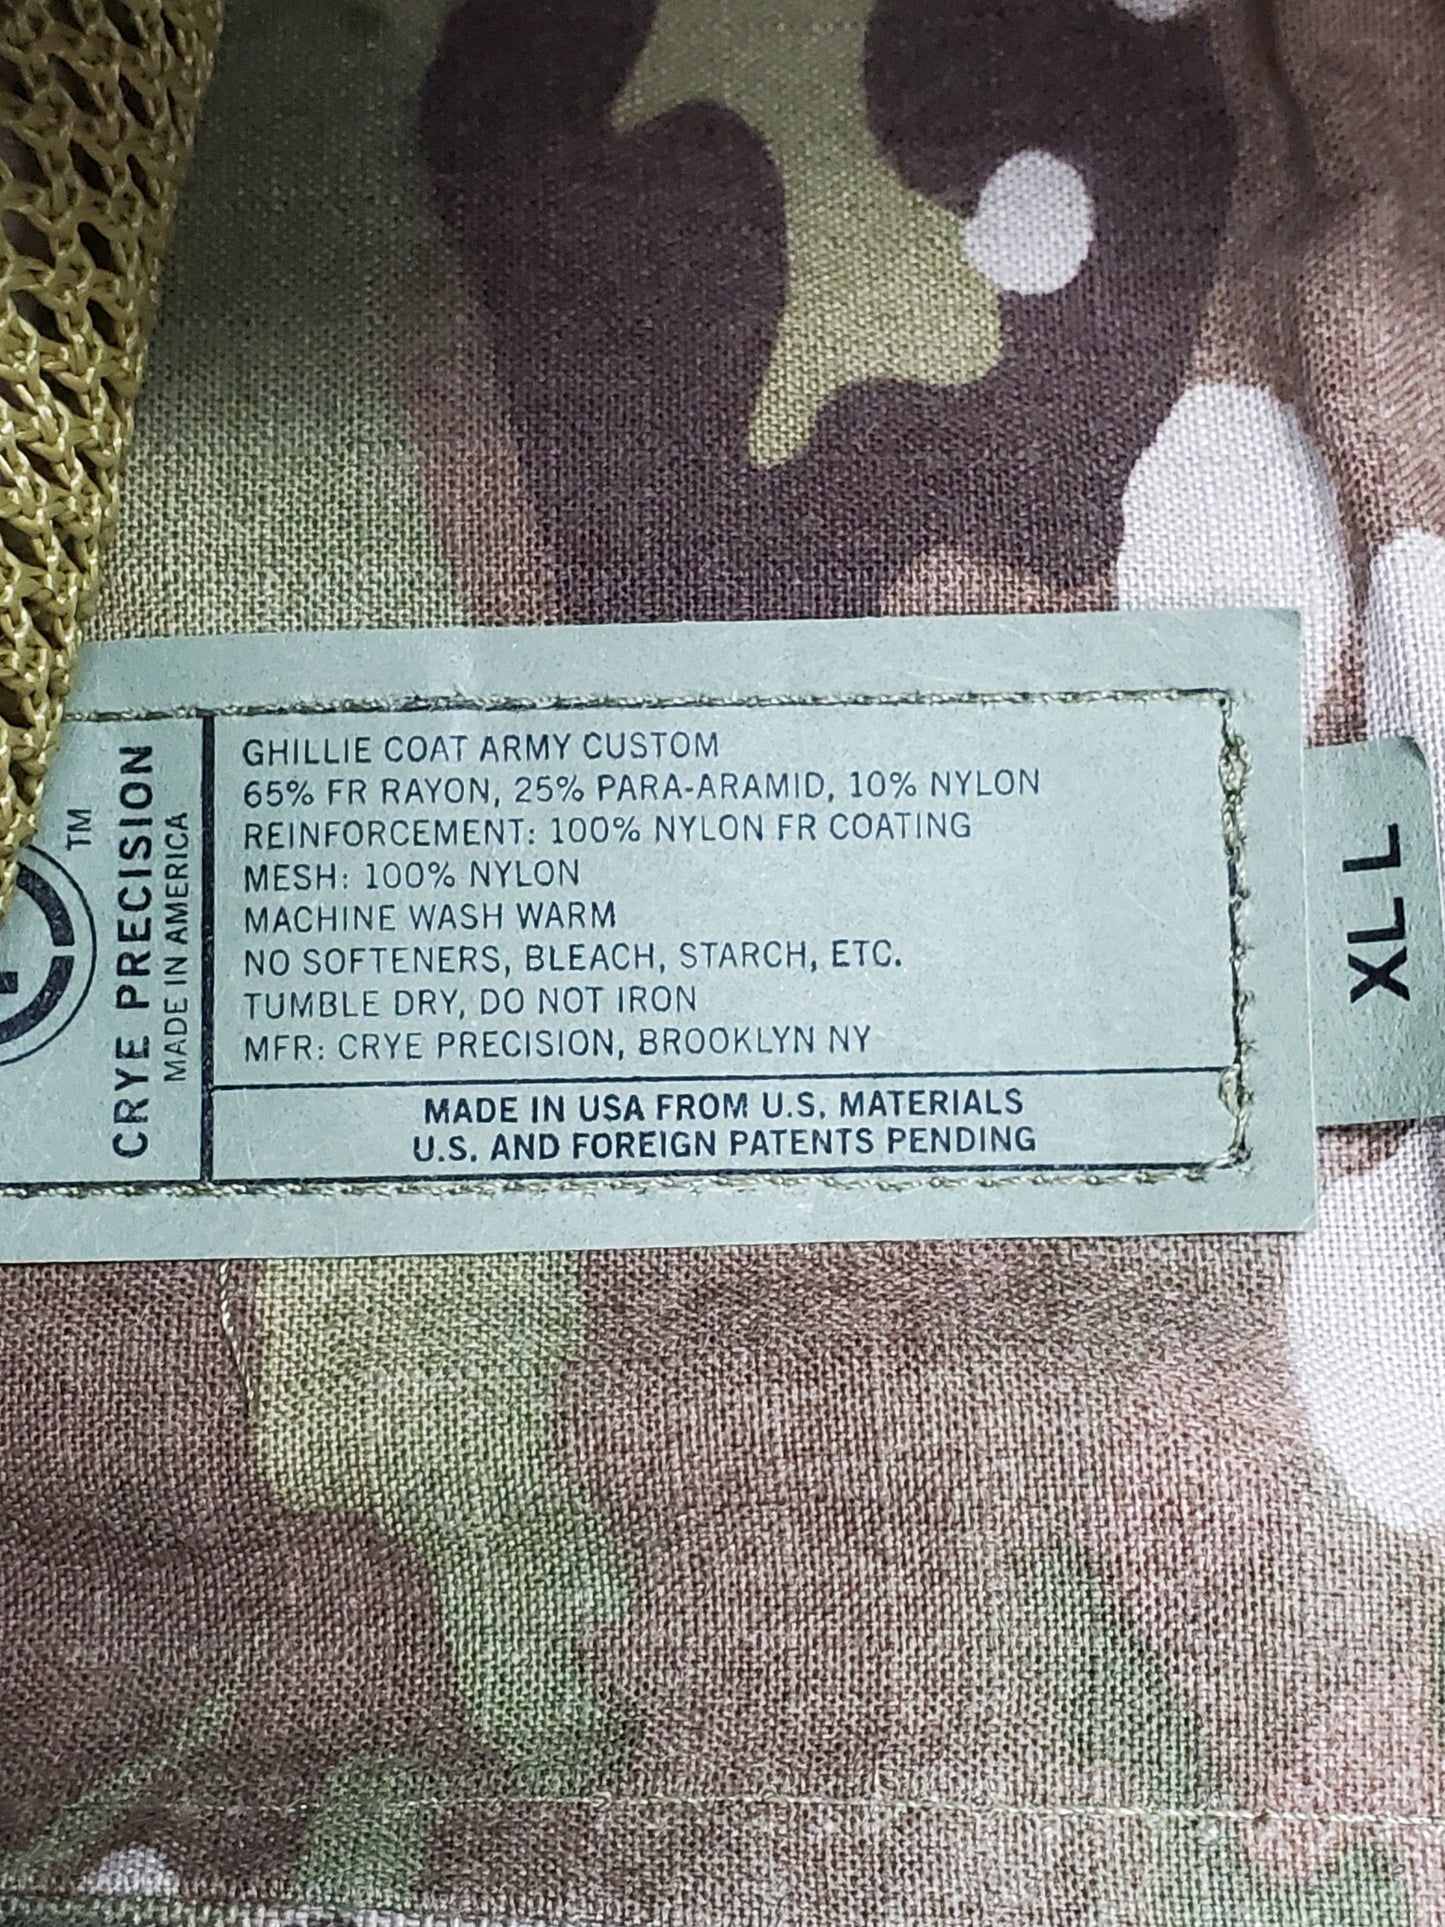 GHILLIE COAT ARMY CUSTOM
65% FR RAYON, 25% PARA-ARAMID, 10% NYLON
REINFORCEMENT: 100% NYLON FR COATING
MESH: 100% NYLON
MACHINE WASH WARM
NO SOFTENERS, BLEACH, STARCH, ETC.
TUMBLE DRY, DO NOT IRON
MFR: CRYE PRECISION, BROOKLYN NY
MADE IN USA FROM U.S. MATERIALS
U.S. AND FOREIGN PATENTS PENDING
TM
CRYE PRECISION
MADE IN AMERICA
XL L